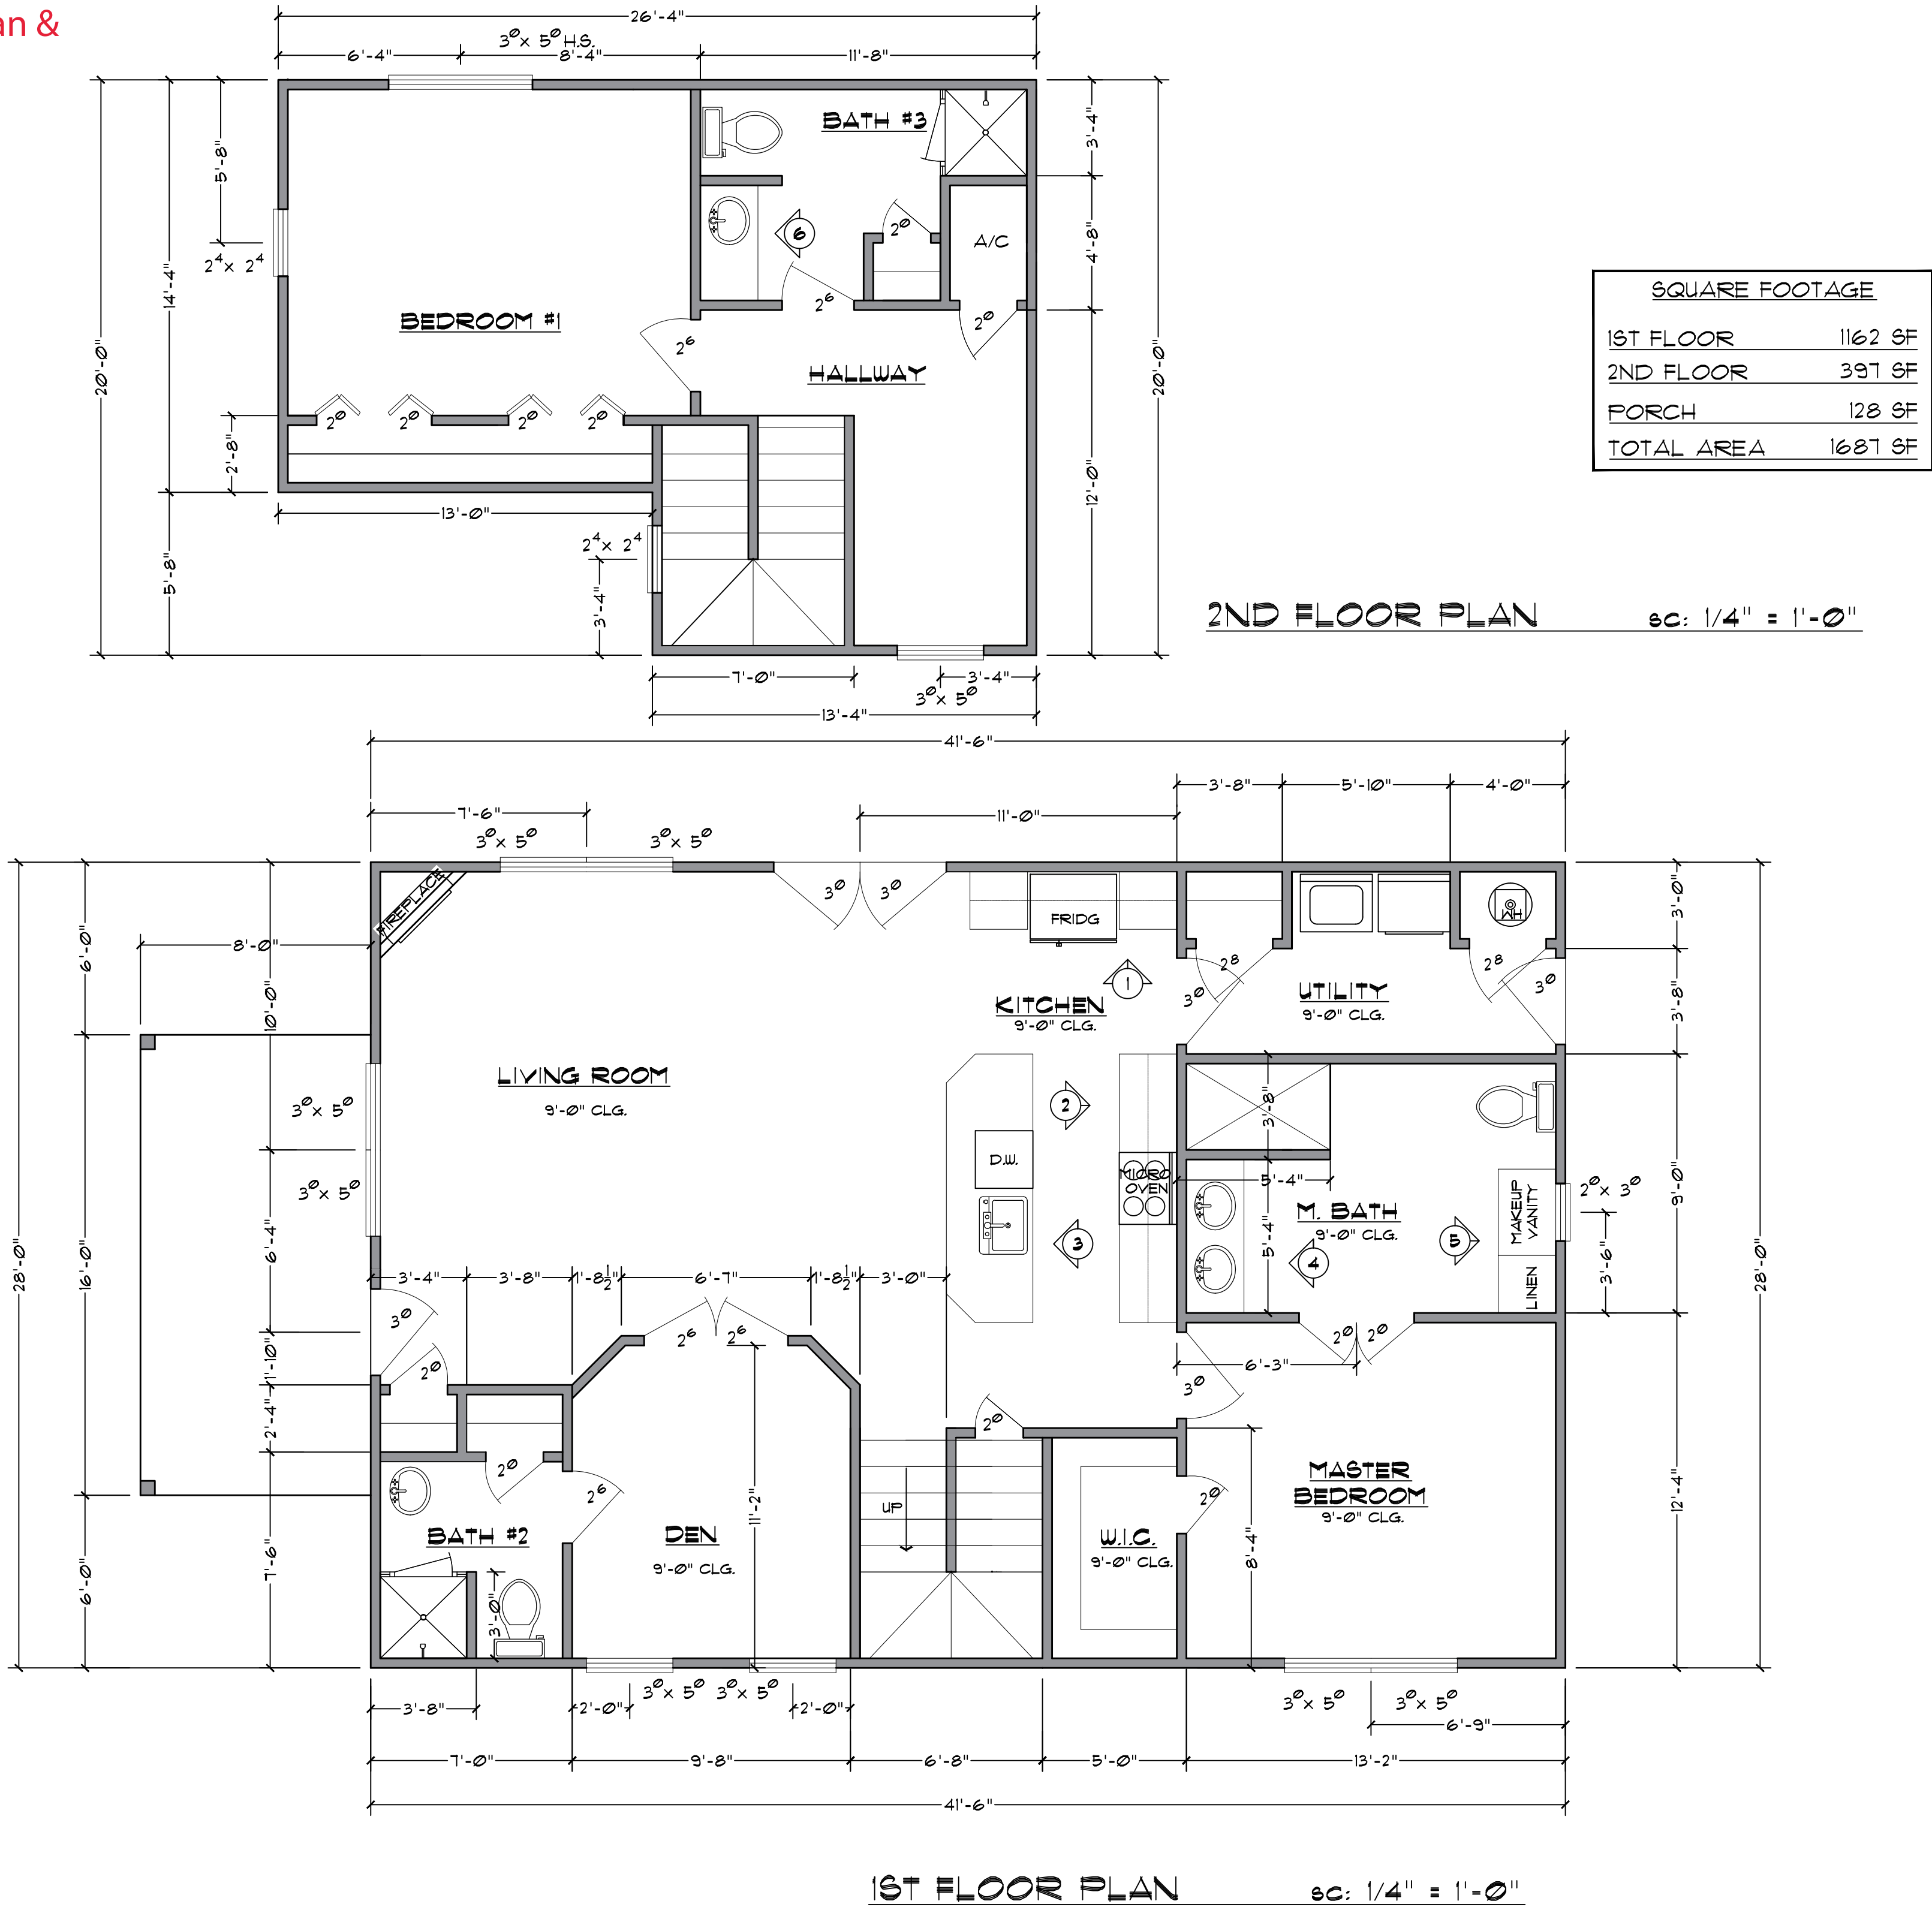 an &
26'-4"
3⁰x 5⁰ H.S.
6'-4"
8'-4"
11'-8"
BATH #3
3'-4"
5'-8"
2⁰
6
A/C
4'-8"
2⁴x 2⁴
14'-4"
2⁶
2⁰
BEDROOM #1
2⁶
HALLWAY
20'-0"
20'-0"
2⁰
2⁰
2⁰
2⁰
2'-8"
12'-0"
13'-0"
2⁴x 2⁴
5'-8"
3'-4"
7'-0"
3'-4"
3⁰x 5⁰
13'-4"
SQUARE FOOTAGE
1ST FLOOR 1162 SF
2ND FLOOR 397 SF
PORCH 128 SF
TOTAL AREA 1687 SF
2ND FLOOR PLAN SC: 1/4" = 1'-0"
41'-6"
3'-8"
5'-10"
4'-0"
7'-6"
11'-0"
3⁰x 5⁰
3⁰x 5⁰
FIREPLACE
3⁰
3⁰
FRIDG
WH
3'-0"
6'-0"
8'-0"
10'-0"
2⁸
3⁰
2⁸
3⁰
1
KITCHEN
9'-0" CLG.
UTILITY
9'-0" CLG.
3'-8"
LIVING ROOM
9'-0" CLG.
3⁰x 5⁰
3⁰x 5⁰
2
3'-8"
D.W.
MICRO
OVEN
5'-4"
MAKEUP
VANITY
2⁰x 3⁰
9'-0"
M. BATH
9'-0" CLG.
3
5'-4"
4
5
LINEN
3'-6"
28'-0"
16'-0"
6'-4"
28'-0"
3'-4"
3'-8"
1'-8½"
6'-7"
1'-8½"
3'-0"
3⁰
2⁶
2⁶
2⁰
2⁰
6'-3"
1'-10"
2⁰
3⁰
2'-4"
2⁰
2⁰
2⁶
UP
11'-2"
2⁰
MASTER
BEDROOM
9'-0" CLG.
12'-4"
BATH #2
DEN
9'-0" CLG.
W.I.C.
9'-0" CLG.
8'-4"
7'-6"
6'-0"
3'-0"
3'-8"
2'-0"
3⁰x 5⁰
3⁰x 5⁰
2'-0"
3⁰x 5⁰
3⁰x 5⁰
6'-9"
7'-0"
9'-8"
6'-8"
5'-0"
13'-2"
41'-6"
1ST FLOOR PLAN SC: 1/4" = 1'-0"